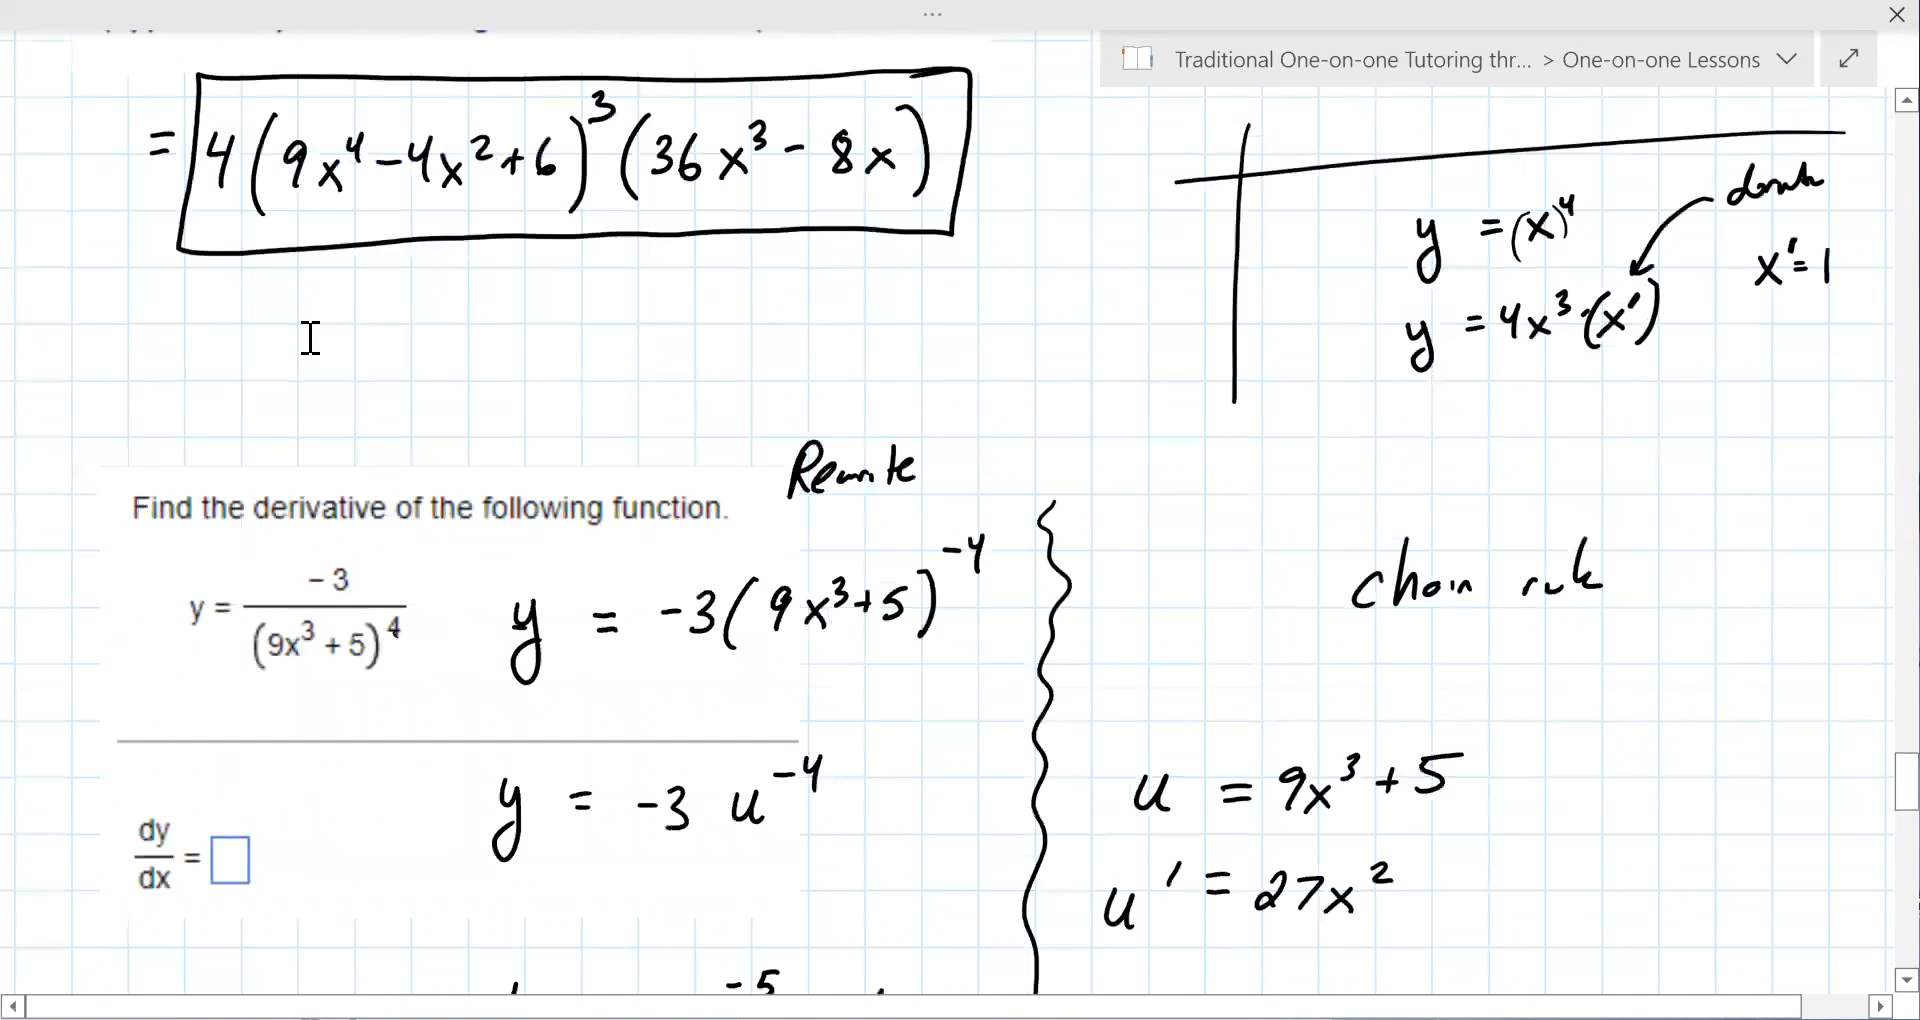 ...
Traditional One-on-one Tutoring thr... > One-on-one Lessons
= 4(9x⁴-4x²+6)³(36x³-8x)
y = (x)⁴
x' = 1
y = 4x³·(x')
Rewrite
Find the derivative of the following function.
y = -3/(9x³ + 5)⁴
y = -3(9x³+5)⁻⁴
chain rule
y = -3 u⁻⁴
u = 9x³ + 5
dy/dx =
u' = 27x²
-5